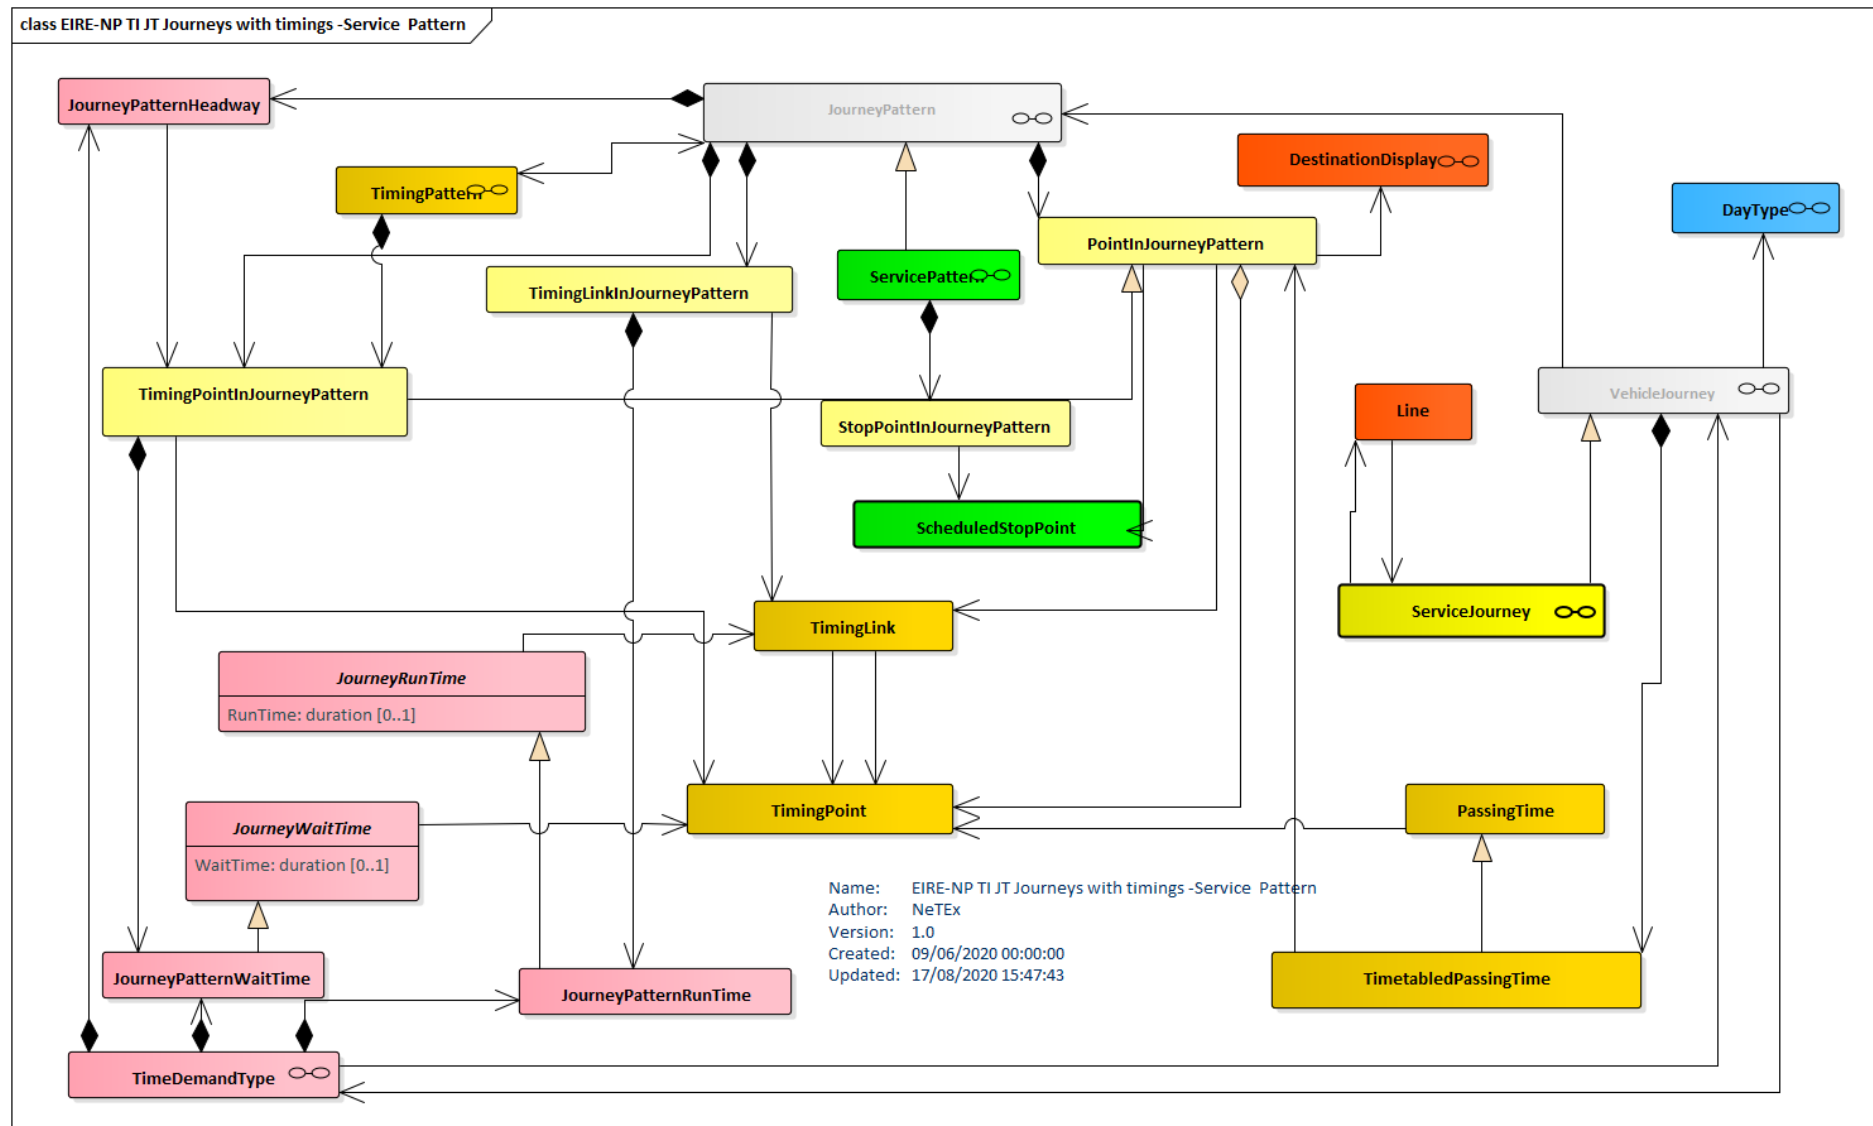 class EIRE-NP TI JT Journeys with timings -Service  Pattern
JourneyPatternHeadway
JourneyPattern
DestinationDisplay
TimingPattern
DayType
PointInJourneyPattern
ServicePattern
TimingLinkInJourneyPattern
TimingPointInJourneyPattern
VehicleJourney
Line
StopPointInJourneyPattern
ScheduledStopPoint
ServiceJourney
TimingLink
JourneyRunTime
RunTime: duration [0..1]
TimingPoint
PassingTime
JourneyWaitTime
WaitTime: duration [0..1]
Name: EIRE-NP TI JT Journeys with timings -Service  Pattern
Author: NeTEx
Version: 1.0
Created: 09/06/2020 00:00:00
Updated: 17/08/2020 15:47:43
JourneyPatternWaitTime
TimetabledPassingTime
JourneyPatternRunTime
TimeDemandType